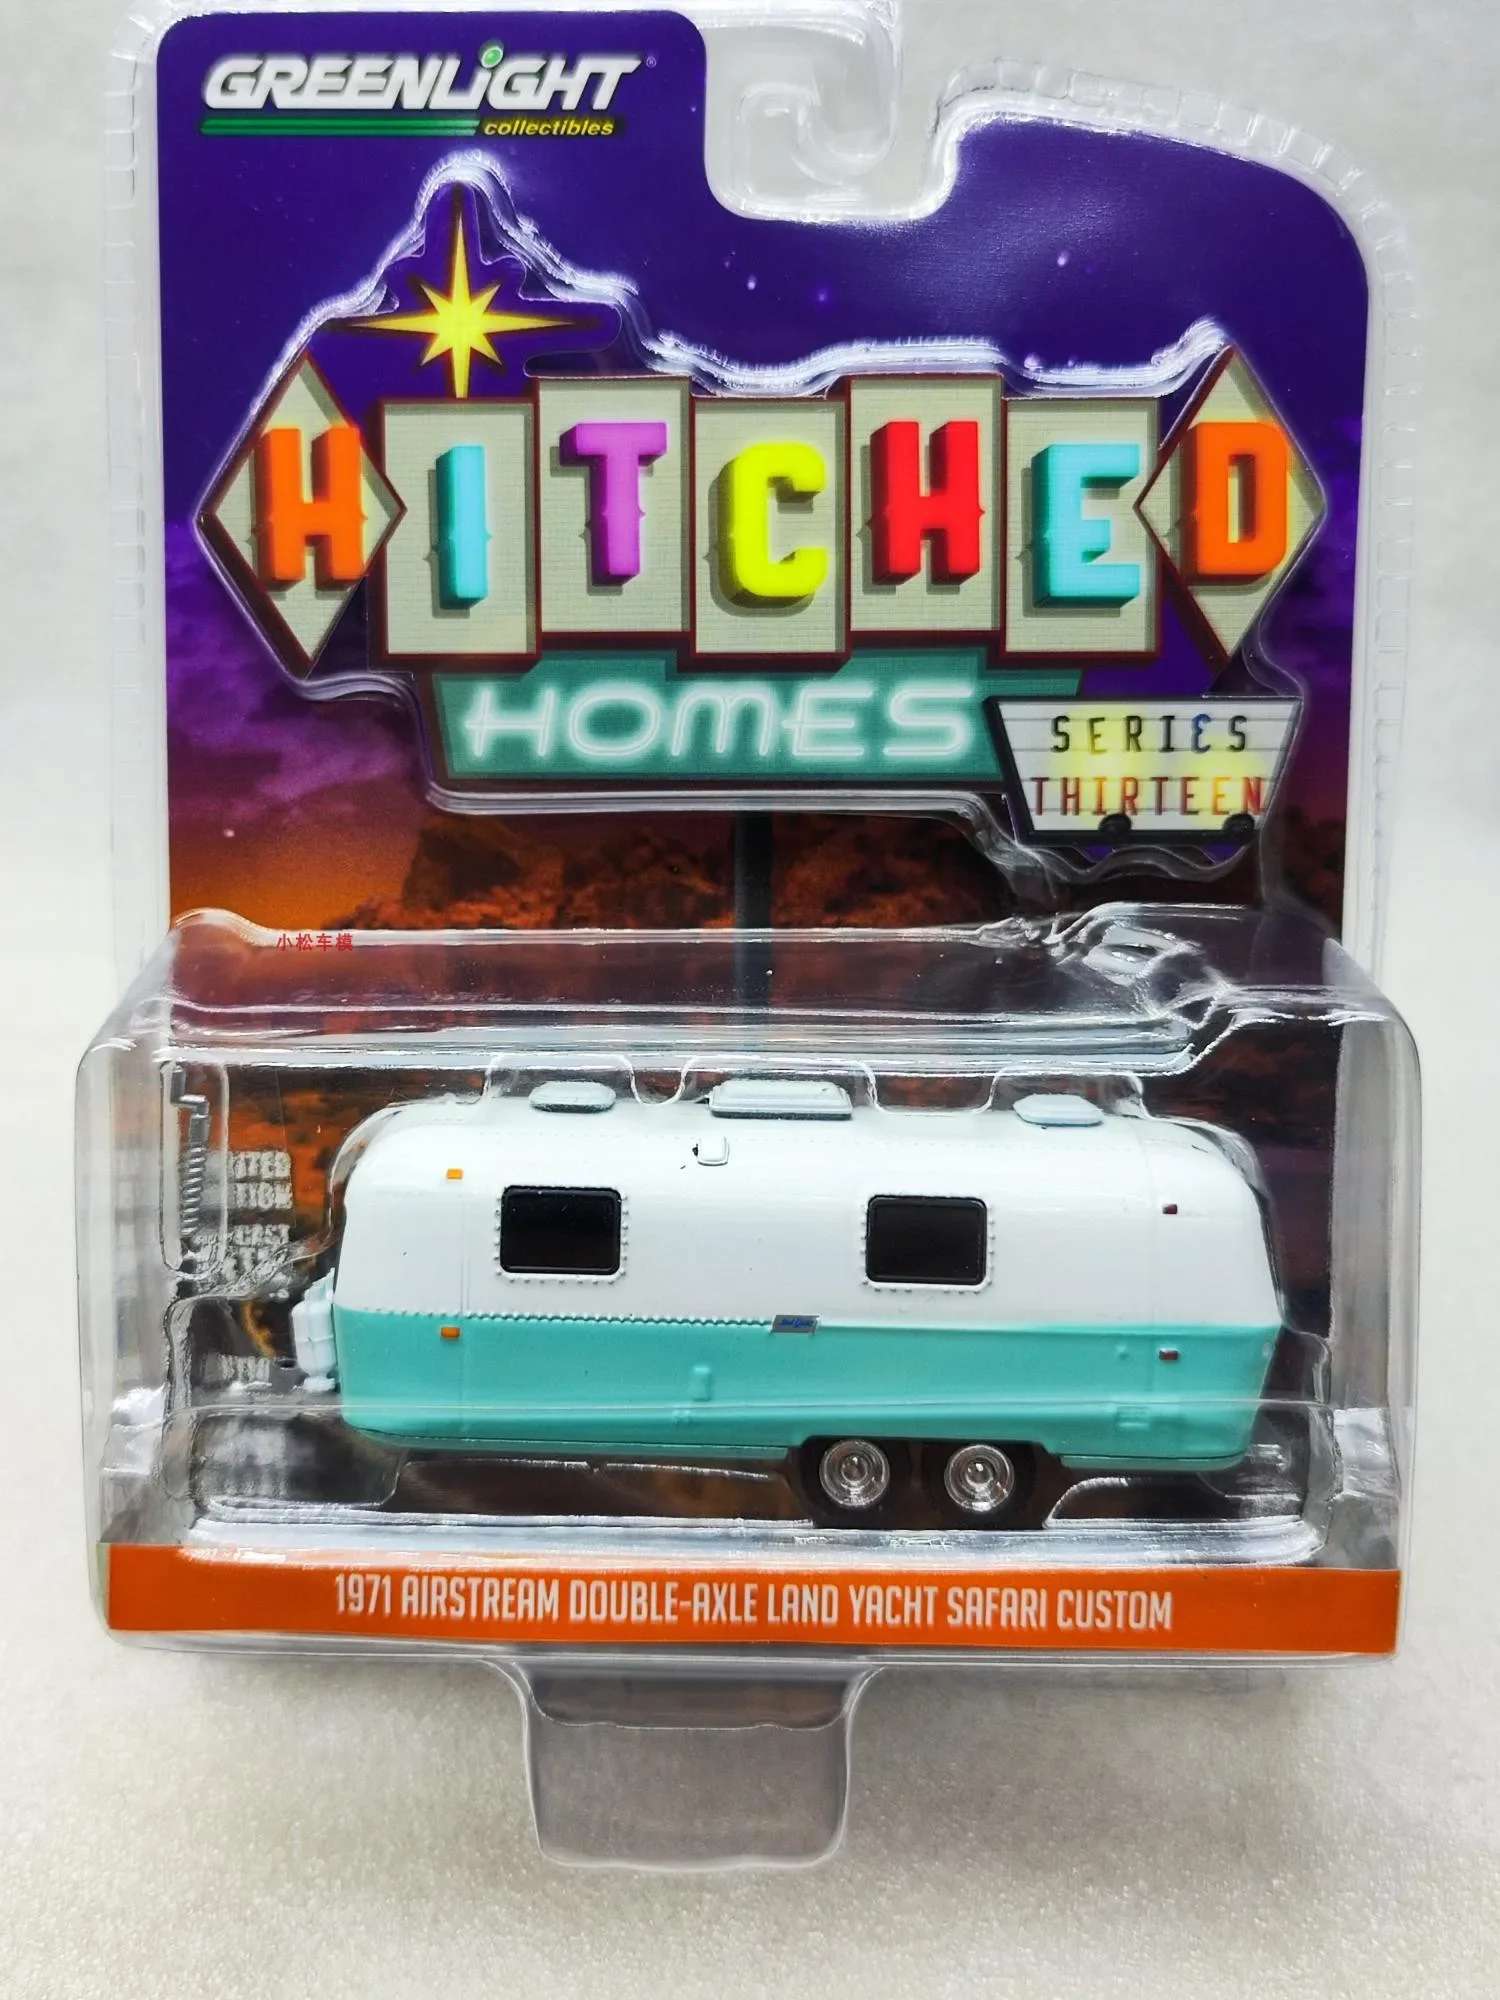 GREENLiGHT®
collectibles
HITCHED
HOMES
SERIES
THIRTEEN
小松车模
1971 AIRSTREAM DOUBLE-AXLE LAND YACHT SAFARI CUSTOM